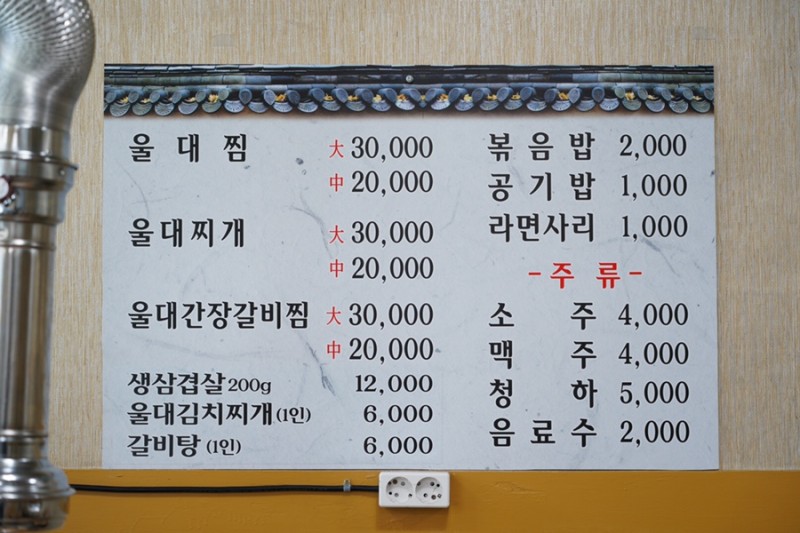 울대찜 大 30,000
中 20,000
울대찌개 大 30,000
中 20,000
울대간장갈비찜 大 30,000
中 20,000
생삼겹살 200g 12,000
울대김치찌개 (1인) 6,000
갈비탕 (1인) 6,000
볶음밥 2,000
공기밥 1,000
라면사리 1,000
-주류-
소주 4,000
맥주 4,000
청하 5,000
음료수 2,000